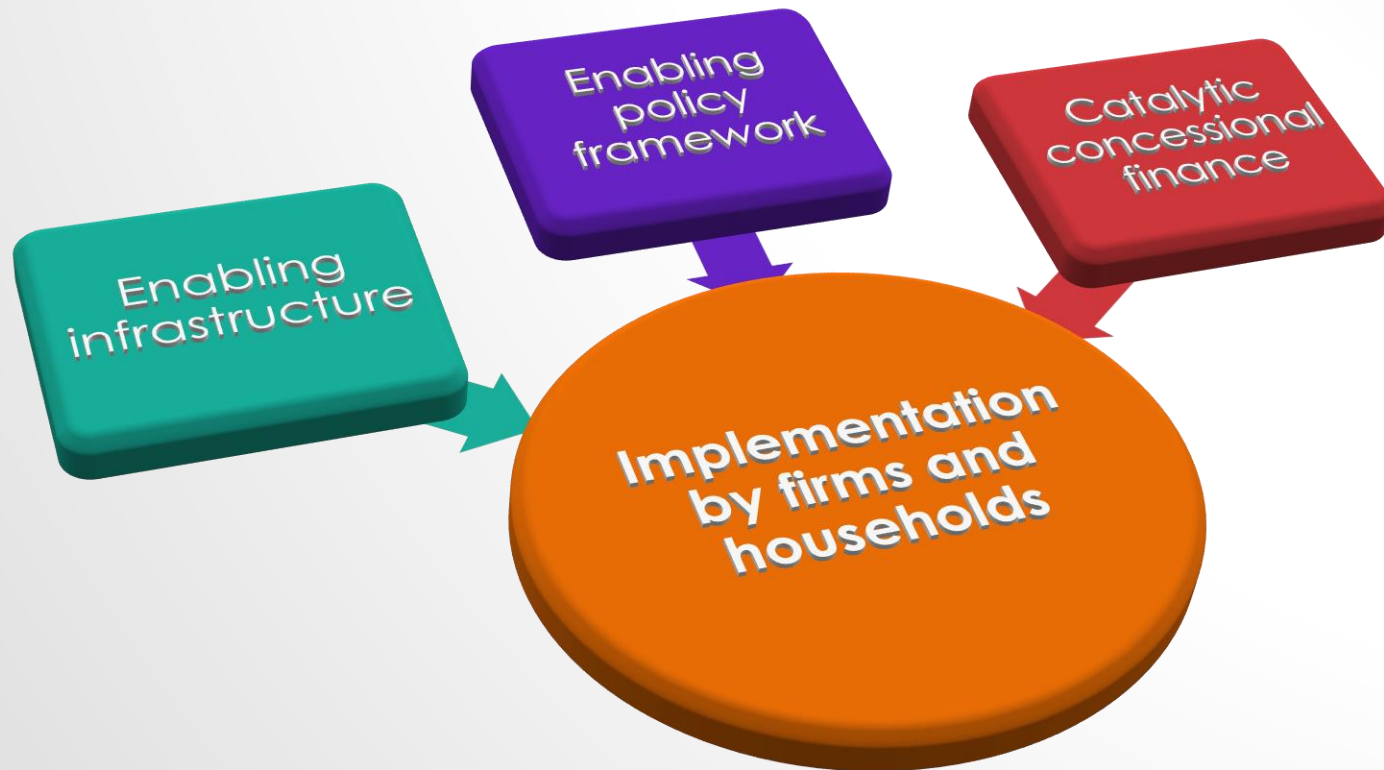 Enabling
infrastructure
Enabling
policy
framework
Catalytic
concessional
finance
Implementation
by firms and
households